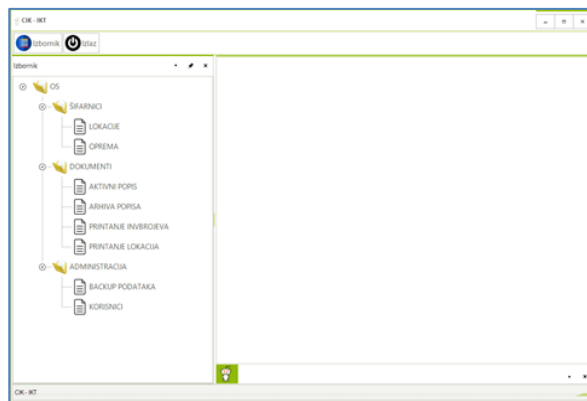 CIK - IKT
Izbornik Izlaz
Izbornik
OS
ŠIFARNICI
LOKACIJE
OPREMA
DOKUMENTI
AKTIVNI POPIS
ARHIVA POPISA
PRINTANJE INVBROJEVA
PRINTANJE LOKACIJA
ADMINISTRACIJA
BACKUP PODATAKA
KORISNICI
CIK - IKT